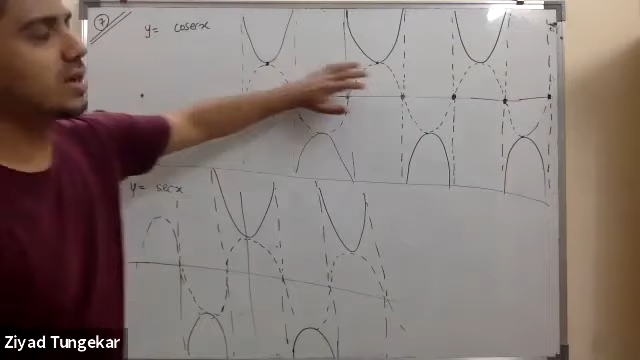 7
y = cosecx
y = secx
Ziyad Tungekar